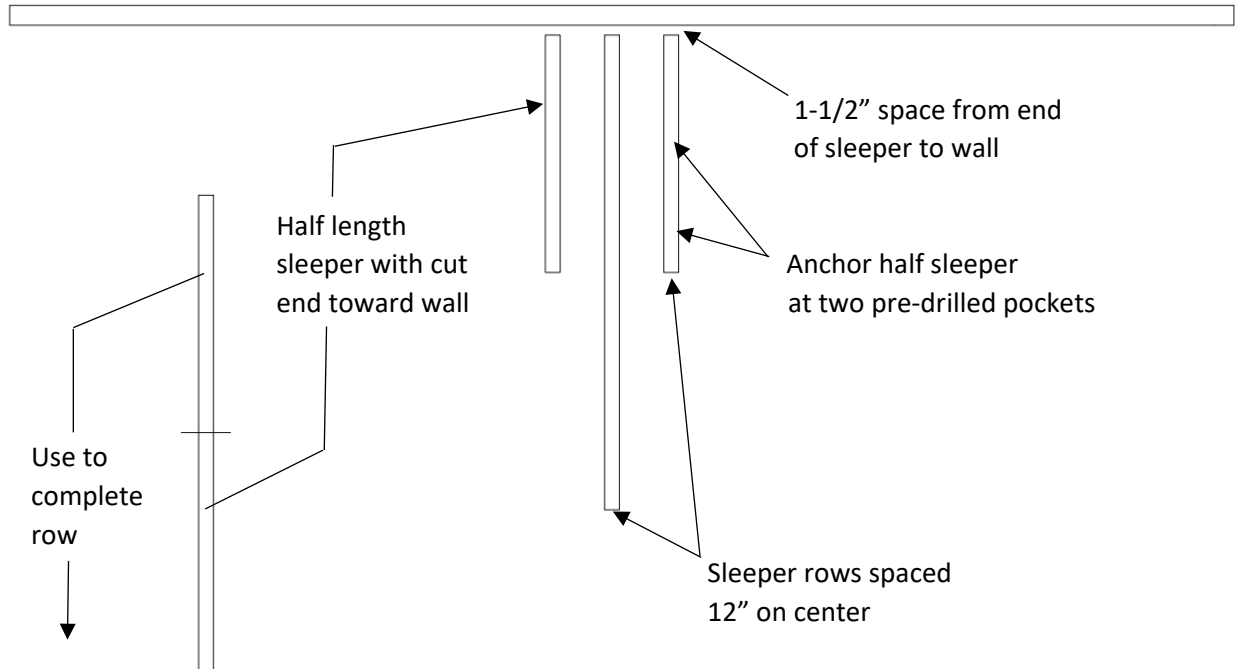 1-1/2” space from end
of sleeper to wall
Half length
sleeper with cut
end toward wall
Anchor half sleeper
at two pre-drilled pockets
Use to
complete
row
Sleeper rows spaced
12” on center